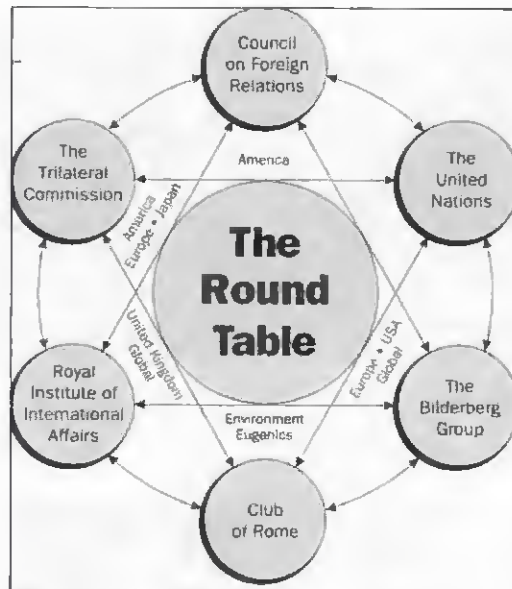 Council
on Foreign
Relations
The
Trilateral
Commission
America
The
United
Nations
America
Europe • Japan
The
Round
Table
United Kingdom
Global
Europe • USA
Global
Royal
Institute of
International
Affairs
Environment
Eugenics
The
Bilderberg
Group
Club
of Rome